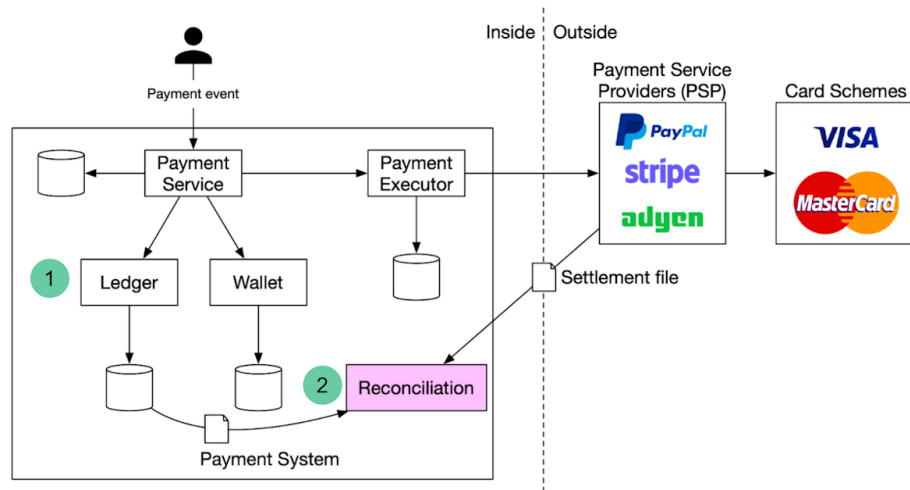 Inside
Outside
Payment event
Payment Service
Providers (PSP)
Card Schemes
Payment
Service
Payment
Executor
PayPal
stripe
adyen
VISA
MasterCard
1
Ledger
Wallet
Settlement file
2
Reconciliation
Payment System